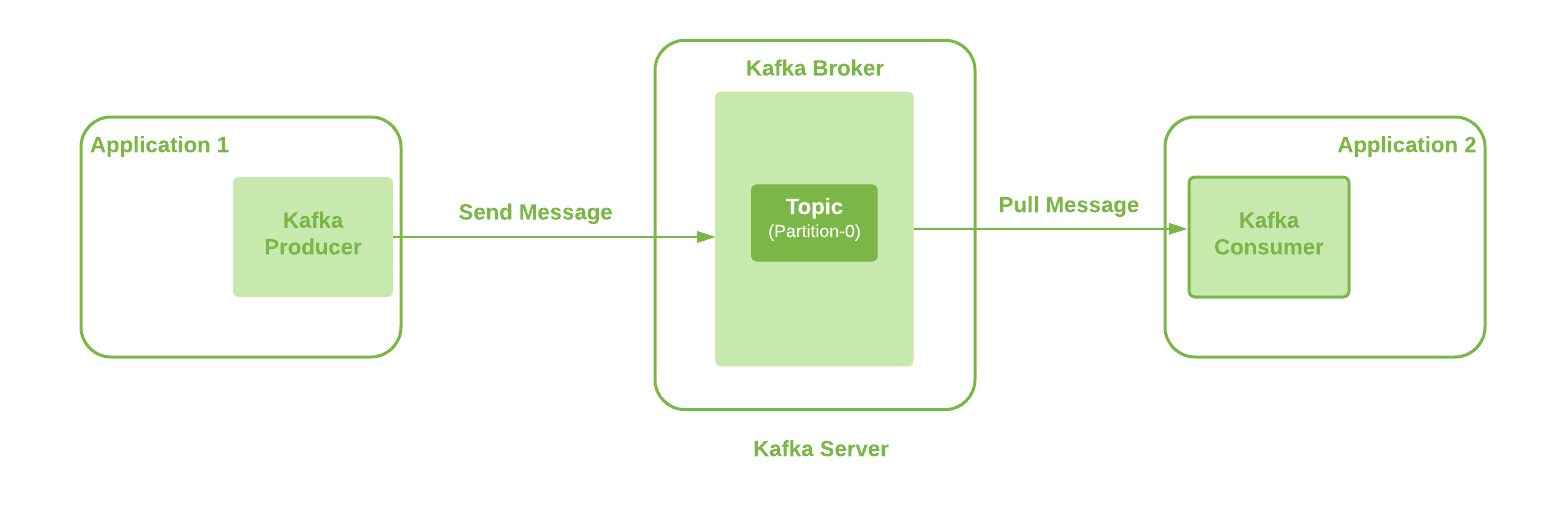 Application 1
Kafka
Producer
Send Message
Kafka Broker
Topic
(Partition-0)
Kafka Server
Pull Message
Application 2
Kafka
Consumer